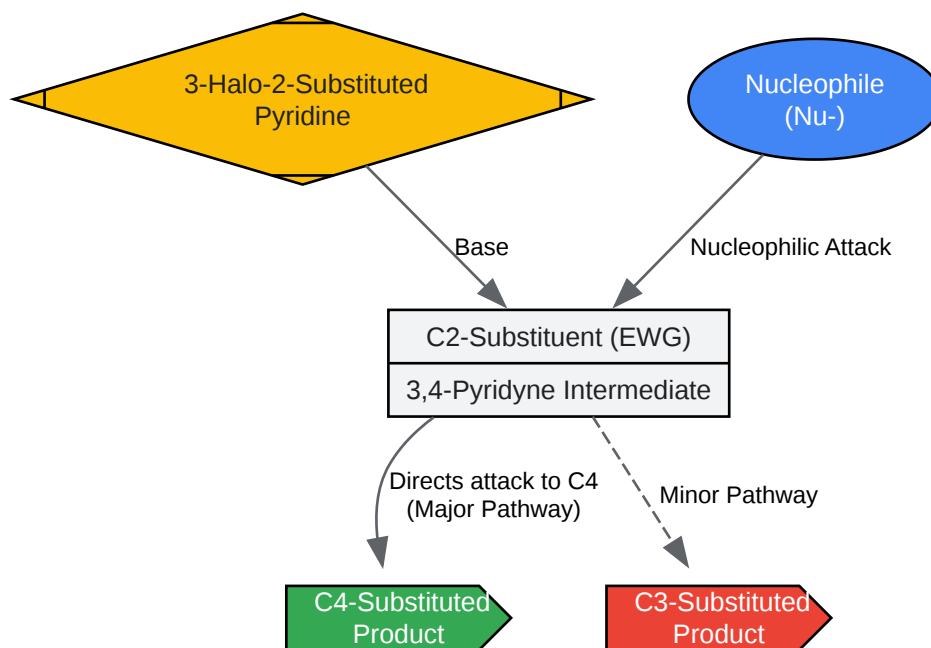 3-Halo-2-Substituted
Pyridine
Nucleophile
(Nu-)
Base
Nucleophilic Attack
C2-Substituent (EWG)
3,4-Pyridyne Intermediate
Directs attack to C4
(Major Pathway)
Minor Pathway
C4-Substituted
Product
C3-Substituted
Product